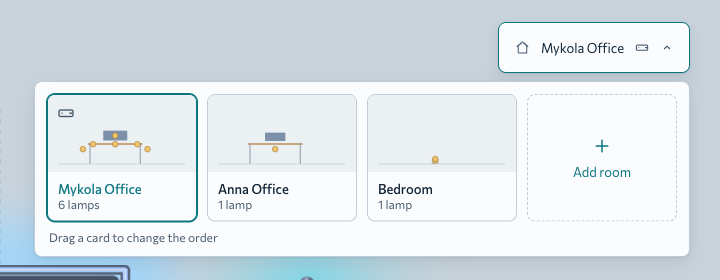 Mykola Office
Mykola Office
6 lamps
Anna Office
1 lamp
Bedroom
1 lamp
Add room
Drag a card to change the order